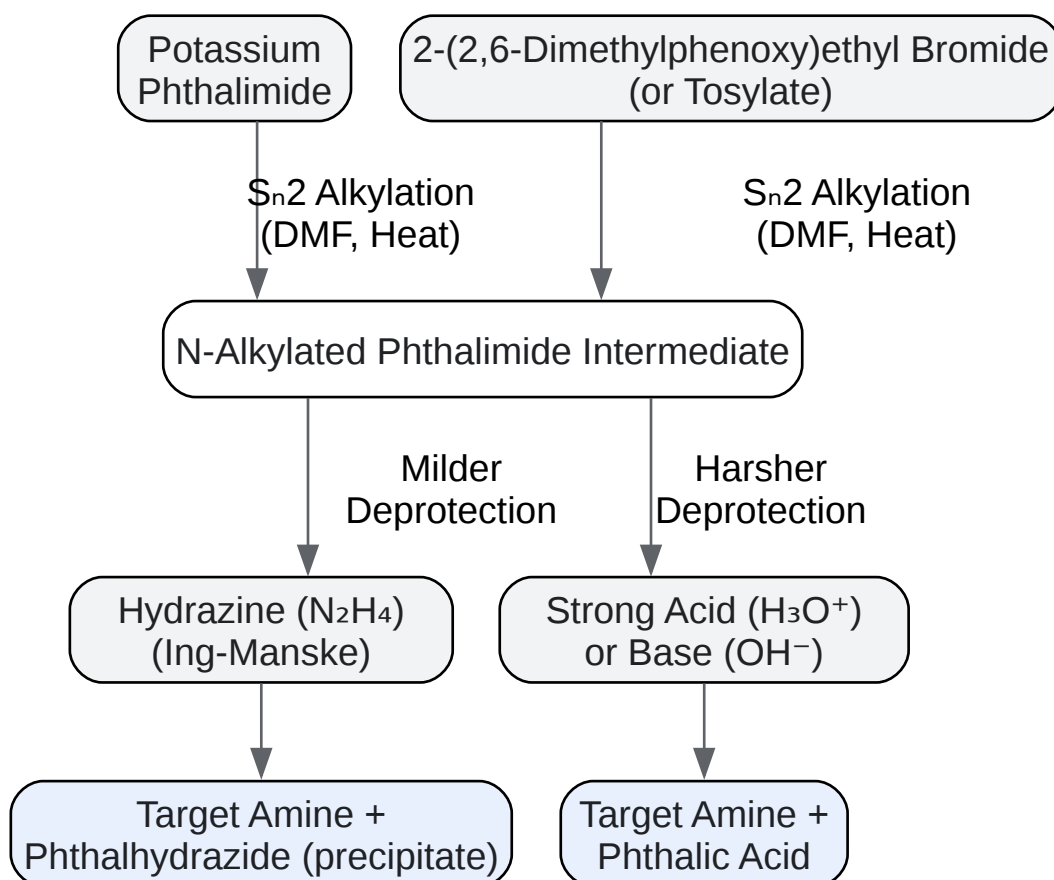 Potassium
Phthalimide
2-(2,6-Dimethylphenoxy)ethyl Bromide
(or Tosylate)
Sₙ2 Alkylation
(DMF, Heat)
Sₙ2 Alkylation
(DMF, Heat)
N-Alkylated Phthalimide Intermediate
Milder
Deprotection
Harsher
Deprotection
Hydrazine (N₂H₄)
(Ing-Manske)
Strong Acid (H₃O⁺)
or Base (OH⁻)
Target Amine +
Phthalhydrazide (precipitate)
Target Amine +
Phthalic Acid